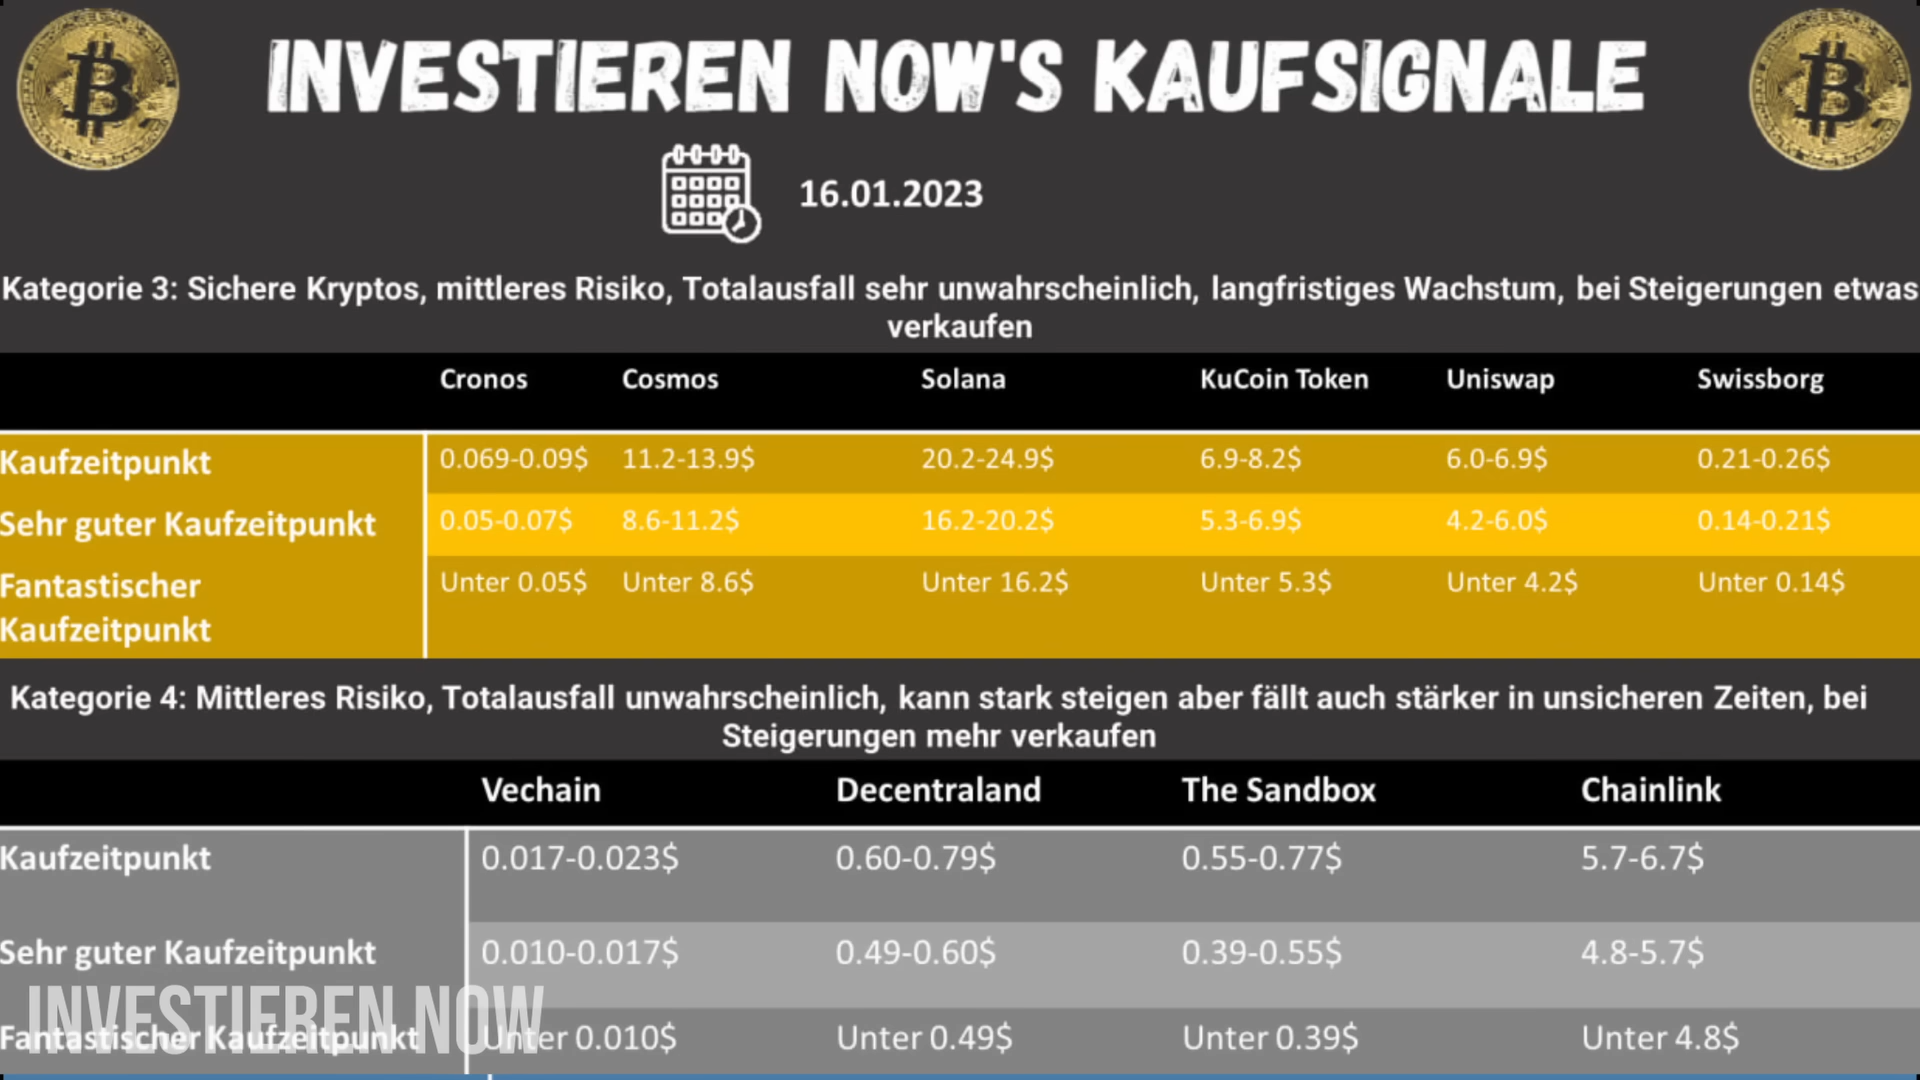 INVESTIEREN NOW'S KAUFSIGNALE
16.01.2023
Kategorie 3: Sichere Kryptos, mittleres Risiko, Totalausfall sehr unwahrscheinlich, langfristiges Wachstum, bei Steigerungen etwas
verkaufen
Cronos Cosmos Solana KuCoin Token Uniswap Swissborg
Kaufzeitpunkt 0.069-0.09$ 11.2-13.9$ 20.2-24.9$ 6.9-8.2$ 6.0-6.9$ 0.21-0.26$
Sehr guter Kaufzeitpunkt 0.05-0.07$ 8.6-11.2$ 16.2-20.2$ 5.3-6.9$ 4.2-6.0$ 0.14-0.21$
Fantastischer Unter 0.05$ Unter 8.6$ Unter 16.2$ Unter 5.3$ Unter 4.2$ Unter 0.14$
Kaufzeitpunkt
Kategorie 4: Mittleres Risiko, Totalausfall unwahrscheinlich, kann stark steigen aber fällt auch stärker in unsicheren Zeiten, bei
Steigerungen mehr verkaufen
Vechain Decentraland The Sandbox Chainlink
Kaufzeitpunkt 0.017-0.023$ 0.60-0.79$ 0.55-0.77$ 5.7-6.7$
Sehr guter Kaufzeitpunkt 0.010-0.017$ 0.49-0.60$ 0.39-0.55$ 4.8-5.7$
INVESTIEREN NOW
Fantastischer Kaufzeitpunkt Unter 0.010$ Unter 0.49$ Unter 0.39$ Unter 4.8$